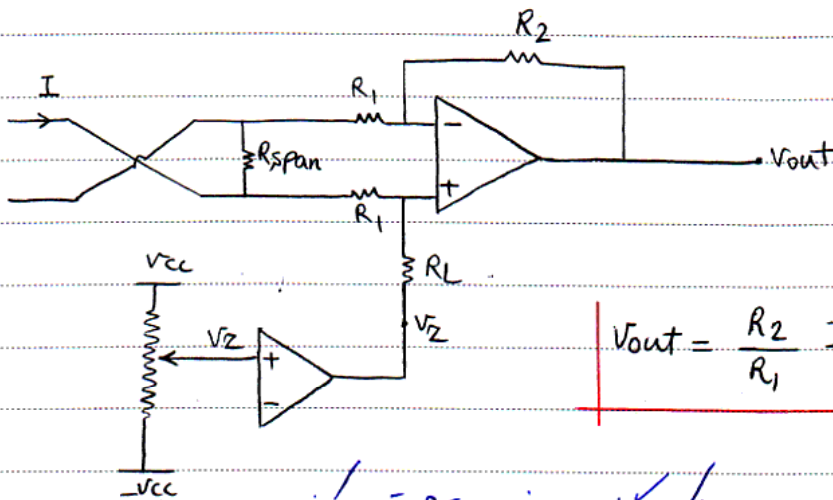 R2
I
R1
Rspan
R1
Vout
RL
Vcc
Vz
Vz
Vout = R2 / R1
-Vcc